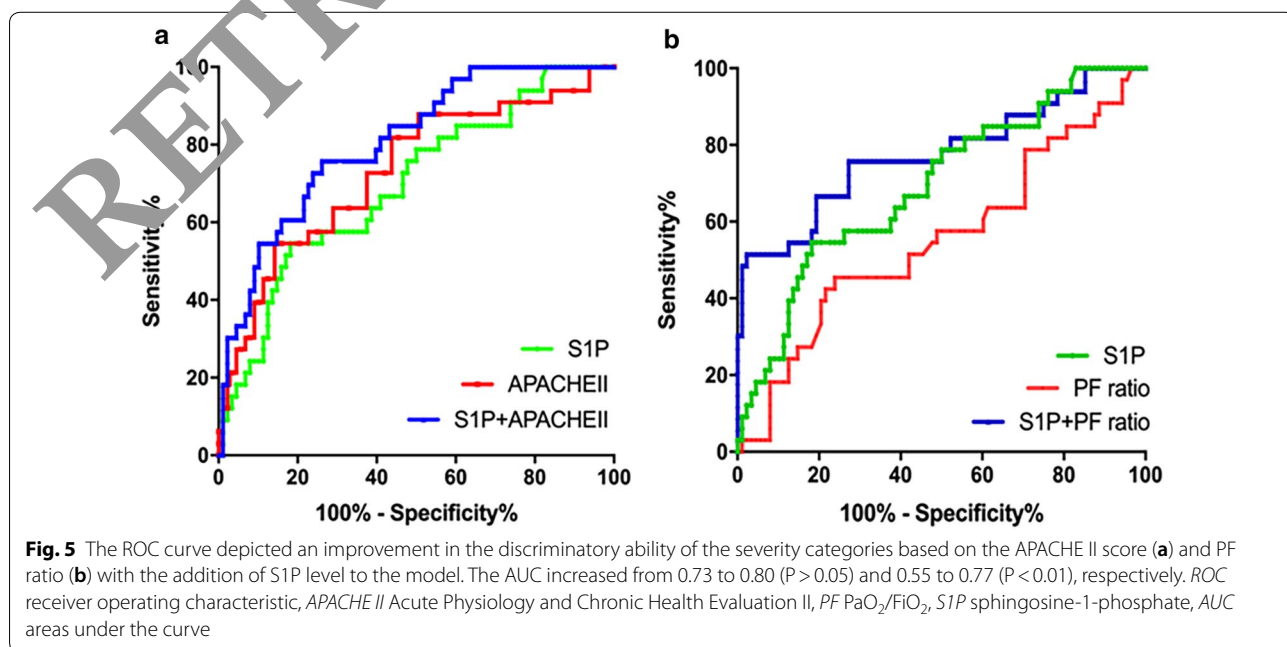 RETR
a
100
80
60
40
20
0
Sensitivity%
0 20 40 60 80 100
100% - Specificity%
S1P
APACHEII
S1P+APACHEII
b
100
80
60
40
20
0
Sensitivity%
0 20 40 60 80 100
100% - Specificity%
S1P
PF ratio
S1P+PF ratio
Fig. 5 The ROC curve depicted an improvement in the discriminatory ability of the severity categories based on the APACHE II score (a) and PF
ratio (b) with the addition of S1P level to the model. The AUC increased from 0.73 to 0.80 (P > 0.05) and 0.55 to 0.77 (P < 0.01), respectively. ROC
receiver operating characteristic, APACHE II Acute Physiology and Chronic Health Evaluation II, PF PaO₂/FiO₂, S1P sphingosine-1-phosphate, AUC
areas under the curve